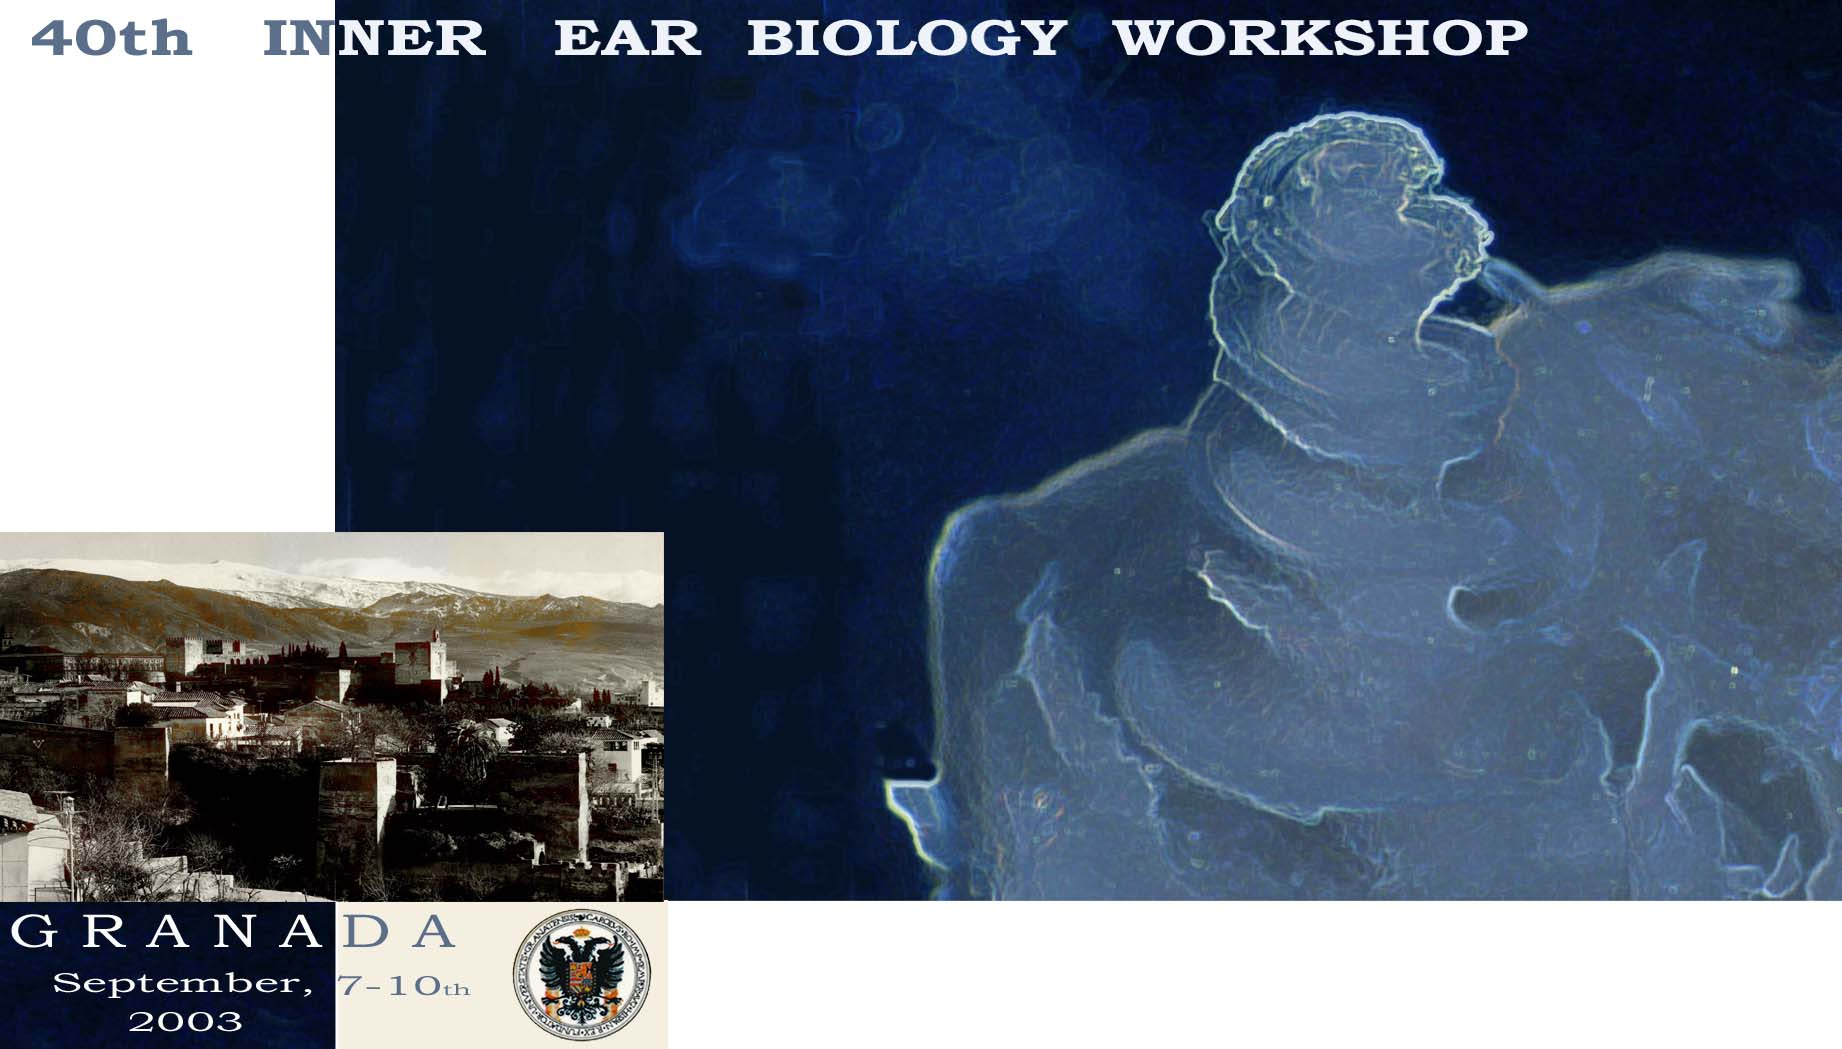 40th INNER EAR BIOLOGY WORKSHOP
GRANADA
September, 7-10th
2003